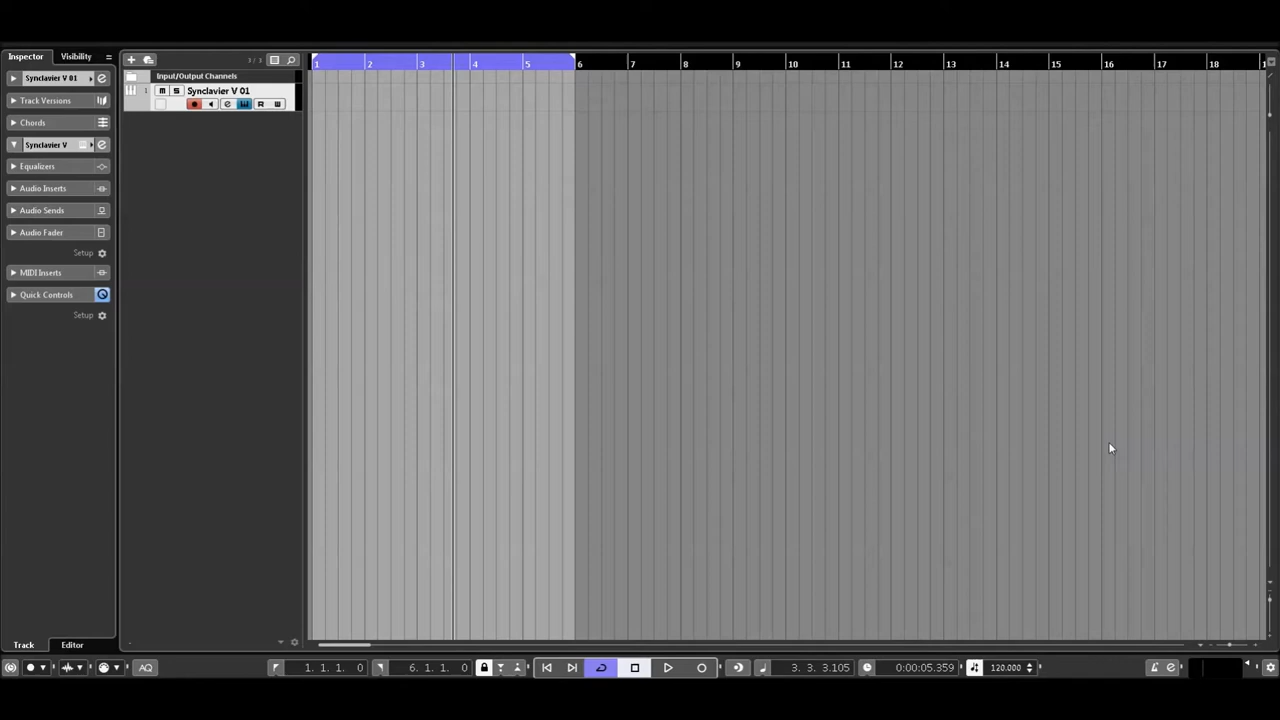 Inspector Visibility
Synclavier V 01
Track Versions
Chords
Synclavier V
Equalizers
Audio Inserts
Audio Sends
Audio Fader
Setup
MIDI Inserts
Quick Controls
Setup
Track Editor
3 / 3
Input/Output Channels
1 m S Synclavier V 01
e R W
1 2 3 4 5 6 7 8 9 10 11 12 13 14 15 16 17 18
AQ 1. 1. 1. 0 6. 1. 1. 0 3. 3. 3.105 0:00:05.359 120.000